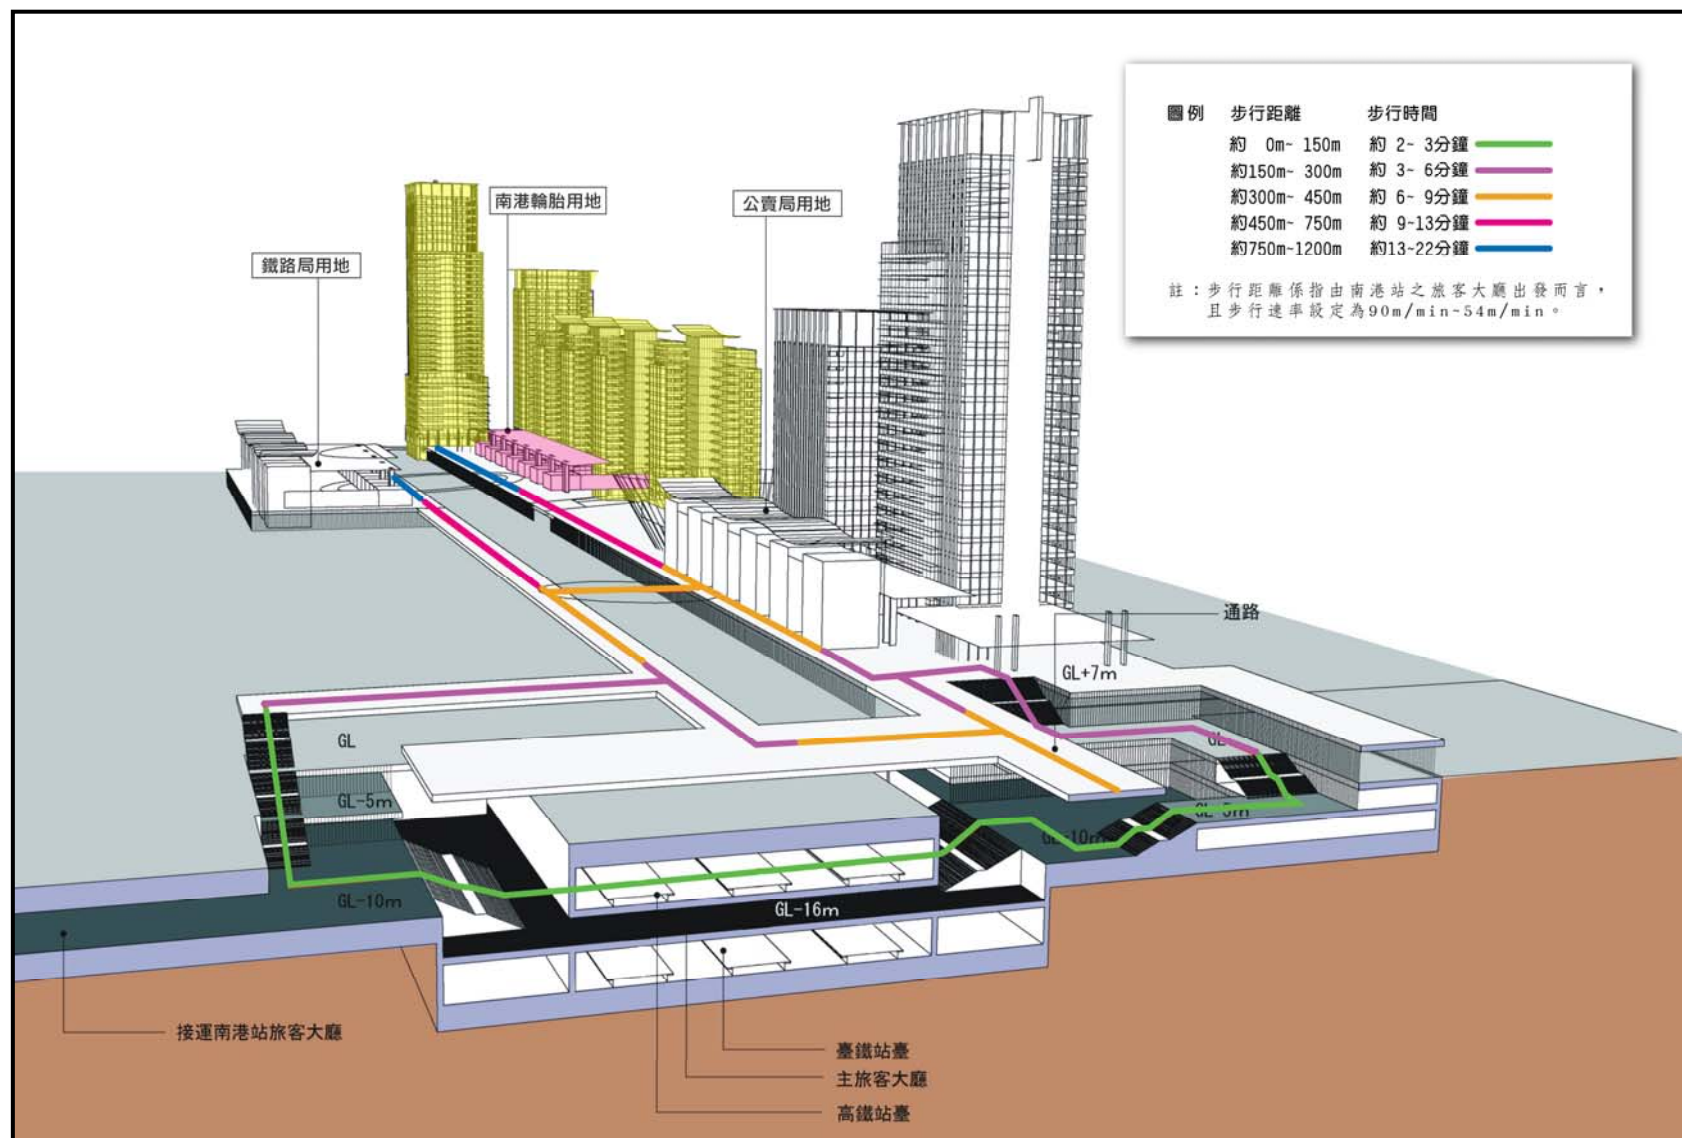 圖例 步行距離 步行時間
約 0m~ 150m 約 2~ 3分鐘
約150m~ 300m 約 3~ 6分鐘
約300m~ 450m 約 6~ 9分鐘
約450m~ 750m 約 9~13分鐘
約750m~1200m 約13~22分鐘
註：步行距離係指由南港站之旅客大廳出發而言，
且步行速率設定為90m/min~54m/min。
南港輪胎用地
公賣局用地
鐵路局用地
通路
GL+7m
GL
GL
GL-5m
GL-5m
GL-10m
GL-10m
GL-16m
接運南港站旅客大廳
臺鐵站臺
主旅客大廳
高鐵站臺